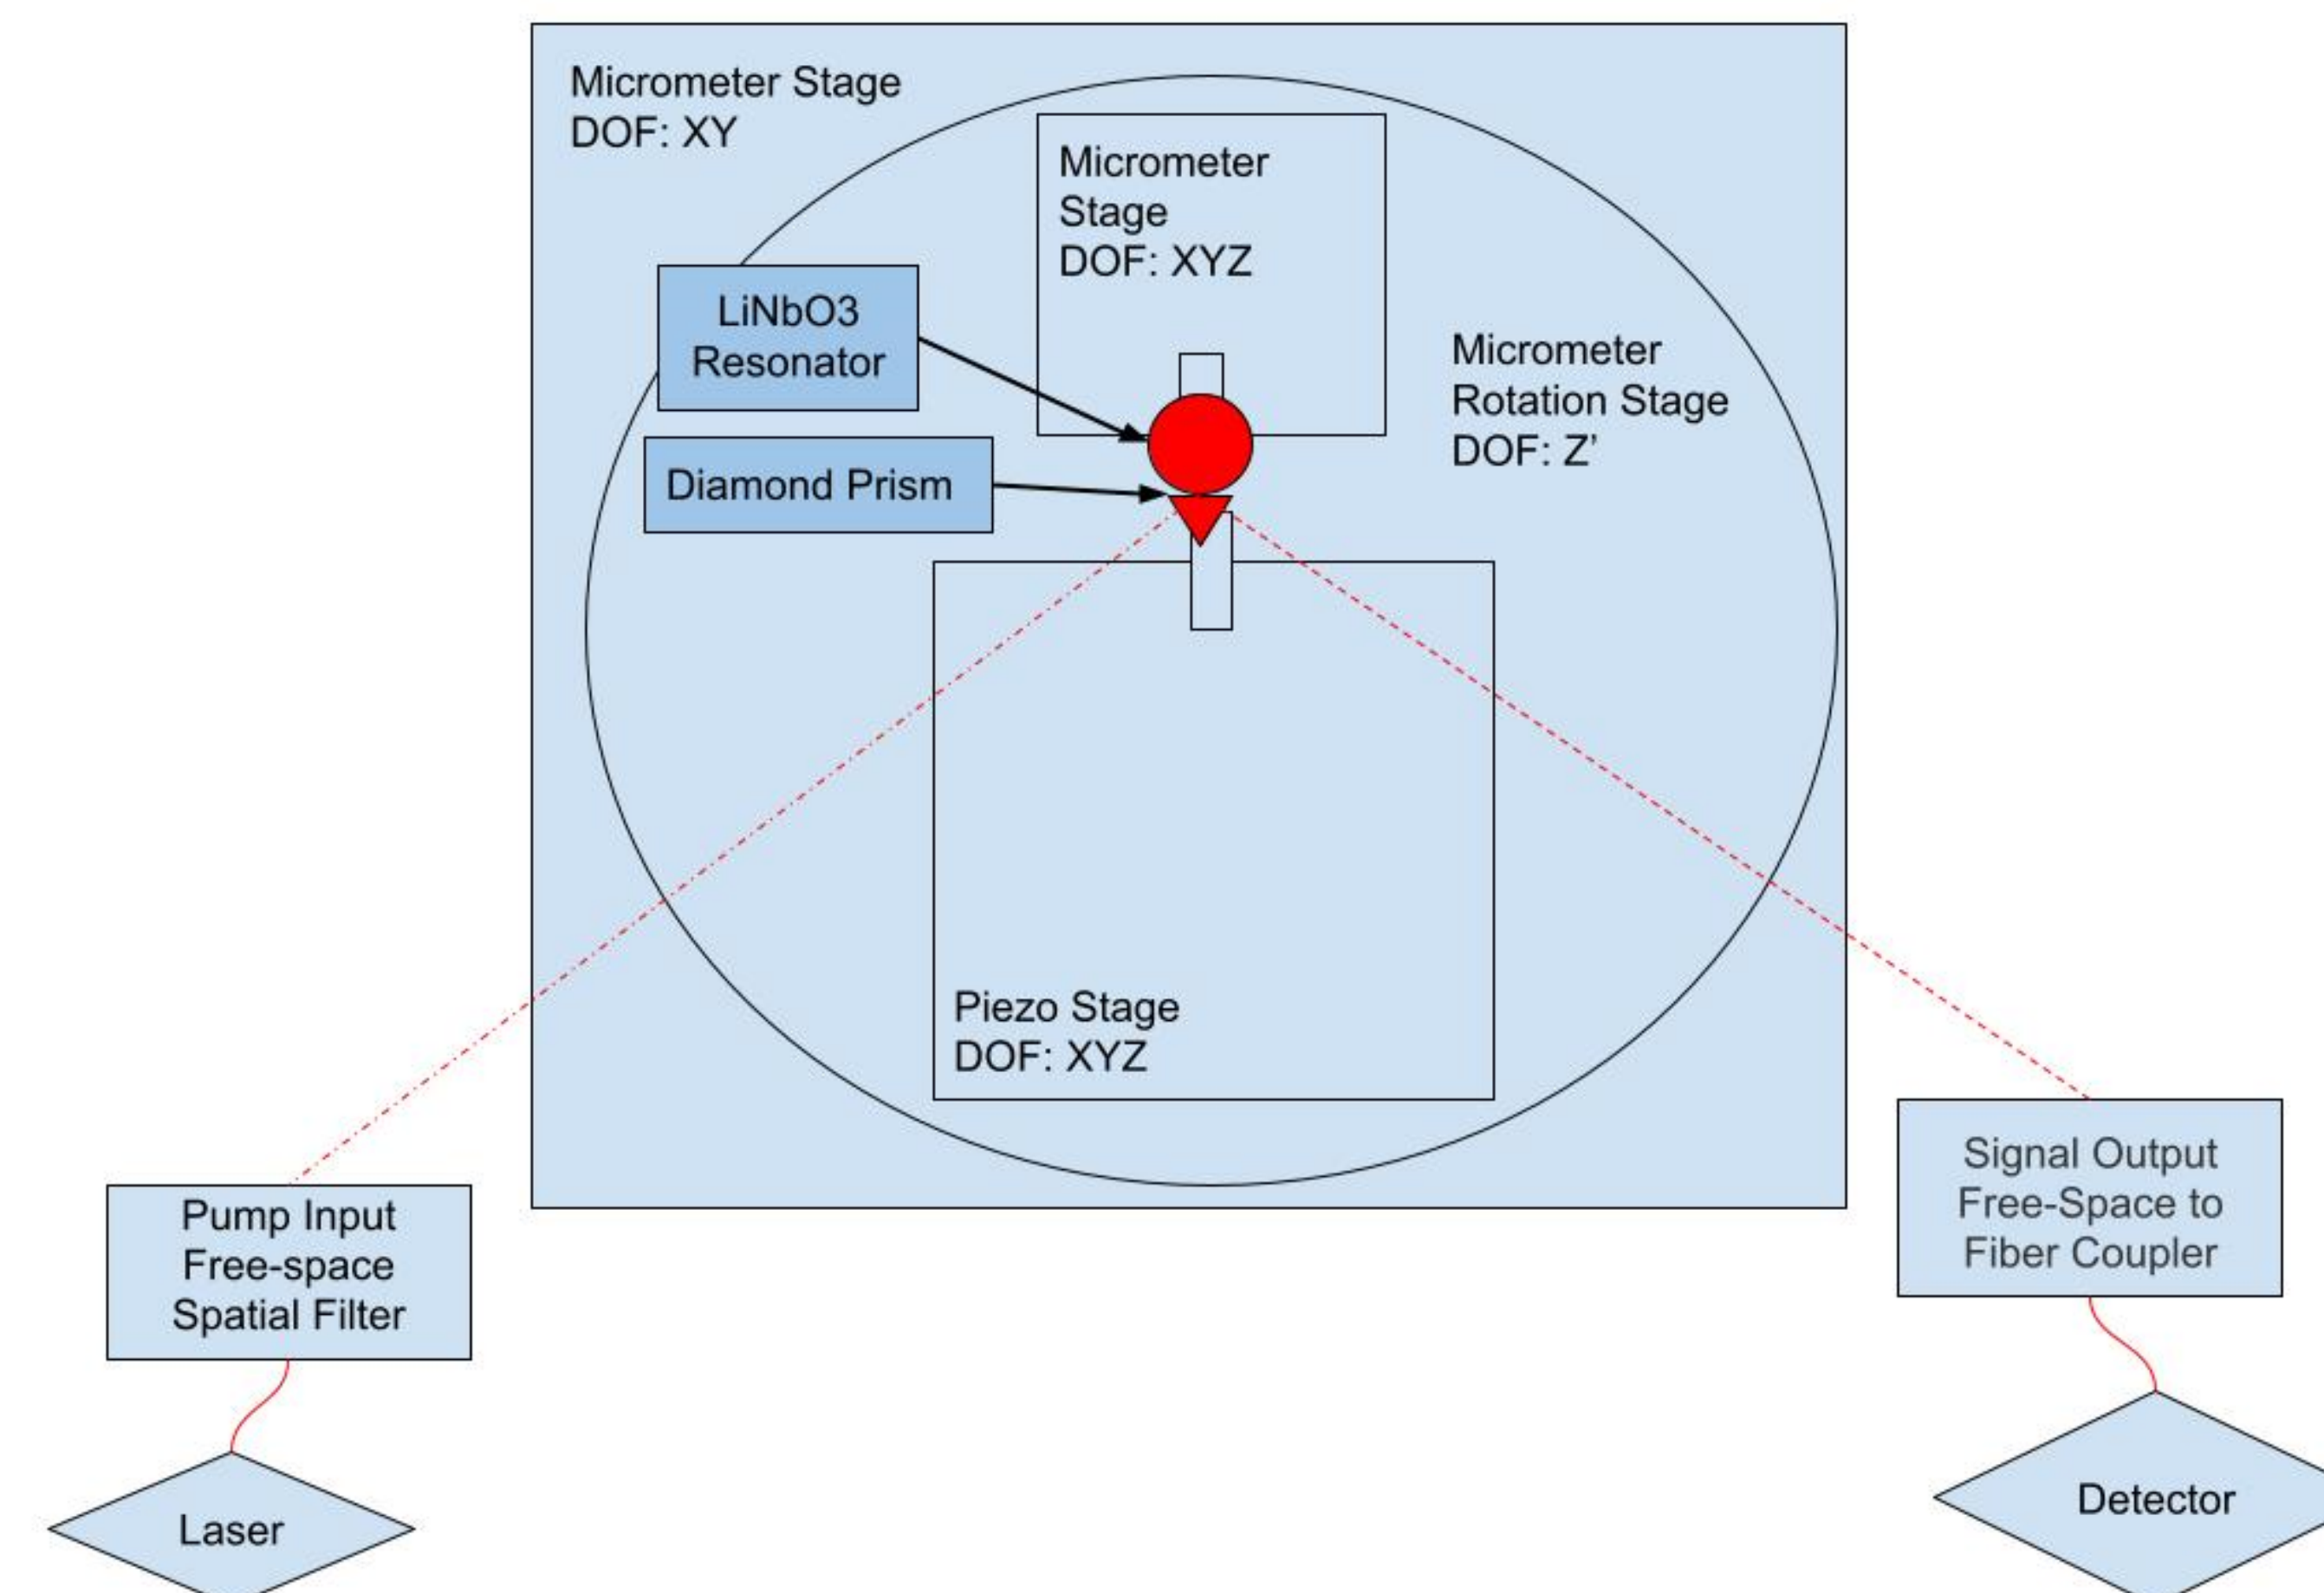 Micrometer Stage
DOF: XY
Micrometer
Stage
DOF: XYZ
LiNbO3
Resonator
Micrometer
Rotation Stage
DOF: Z’
Diamond Prism
Piezo Stage
DOF: XYZ
Pump Input
Free-space
Spatial Filter
Signal Output
Free-Space to
Fiber Coupler
Laser
Detector